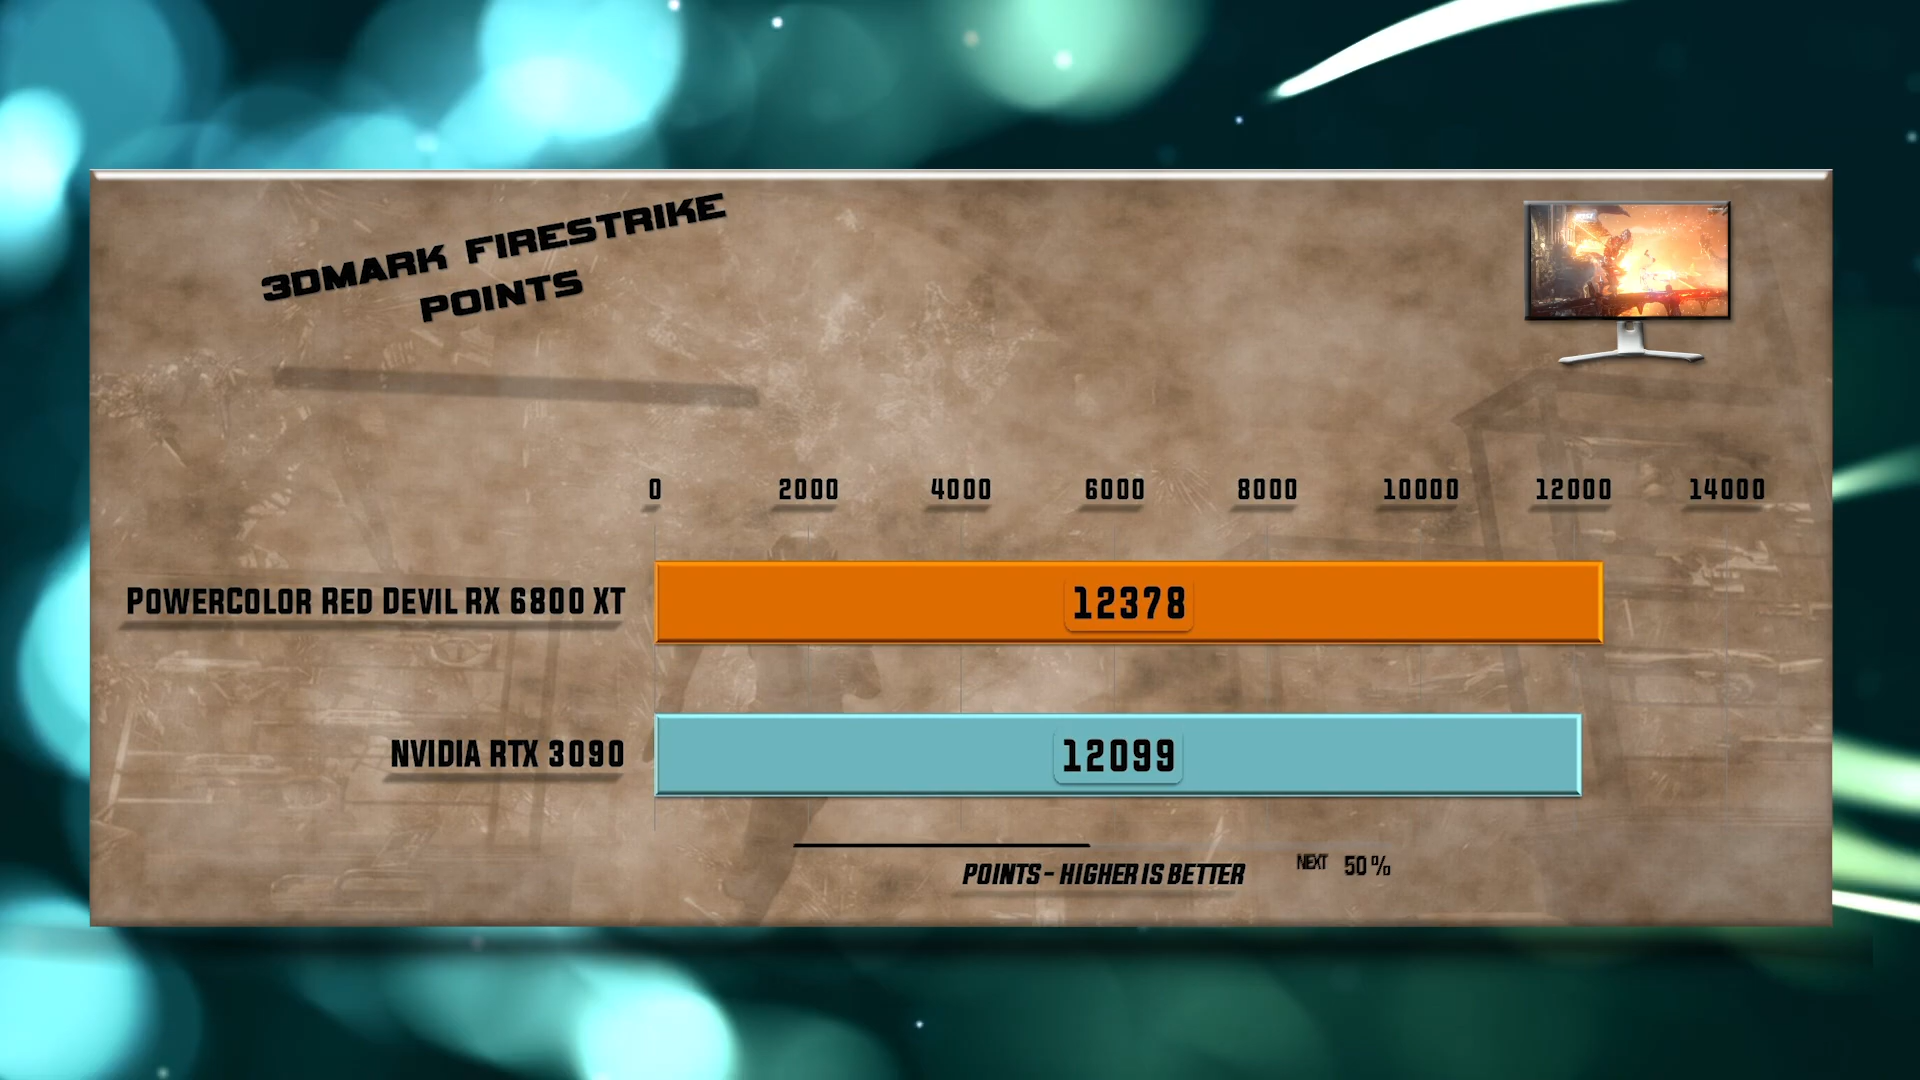 3DMARK FIRESTRIKE
POINTS
0 2000 4000 6000 8000 10000 12000 14000
POWERCOLOR RED DEVIL RX 6800 XT 12378
NVIDIA RTX 3090 12099
POINTS - HIGHER IS BETTER
NEXT 50 %